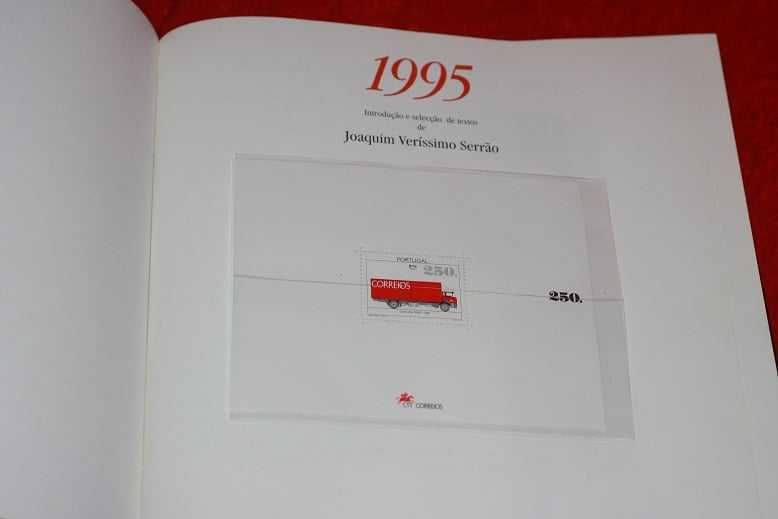 1995
Introdução e selecção de textos
de
Joaquim Veríssimo Serrão
PORTUGAL
250.
CORREIOS
250.
CTT CORREIOS